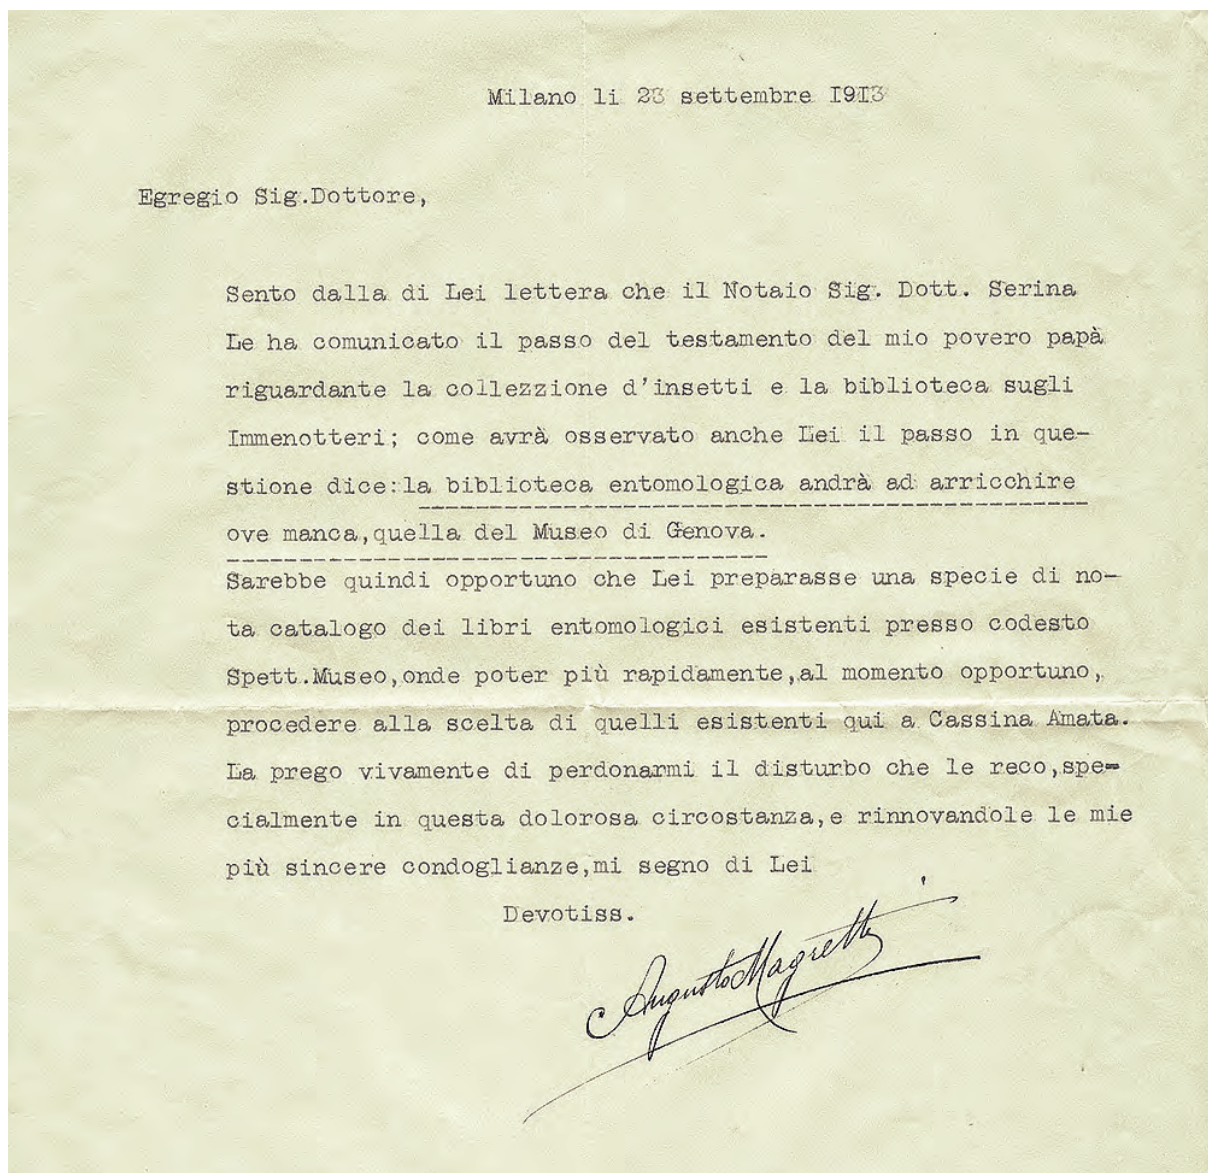 Milano li 23 settembre I9I3
Egregio Sig.Dottore,
Sento dalla di Lei lettera che il Notaio Sig. Dott. Serina
Le ha comunicato il passo del testamento del mio povero papà
riguardante la collezzione d'insetti e la biblioteca sugli
Immenotteri; come avrà osservato anche Lei il passo in que-
stione dice:la biblioteca entomologica andrà ad arricchire
ove manca,quella del Museo di Genova.
Sarebbe quindi opportuno che Lei preparasse una specie di no-
ta catalogo dei libri entomologici esistenti presso codesto
Spett.Museo,onde poter più rapidamente,al momento opportuno,
procedere alla scelta di quelli esistenti qui a Cassina Amata.
La prego vivamente di perdonarmi il disturbo che le reco,spe=
cialmente in questa dolorosa circostanza,e rinnovandole le mie
più sincere condoglianze,mi segno di Lei
Devotiss.
Augusto Magretti